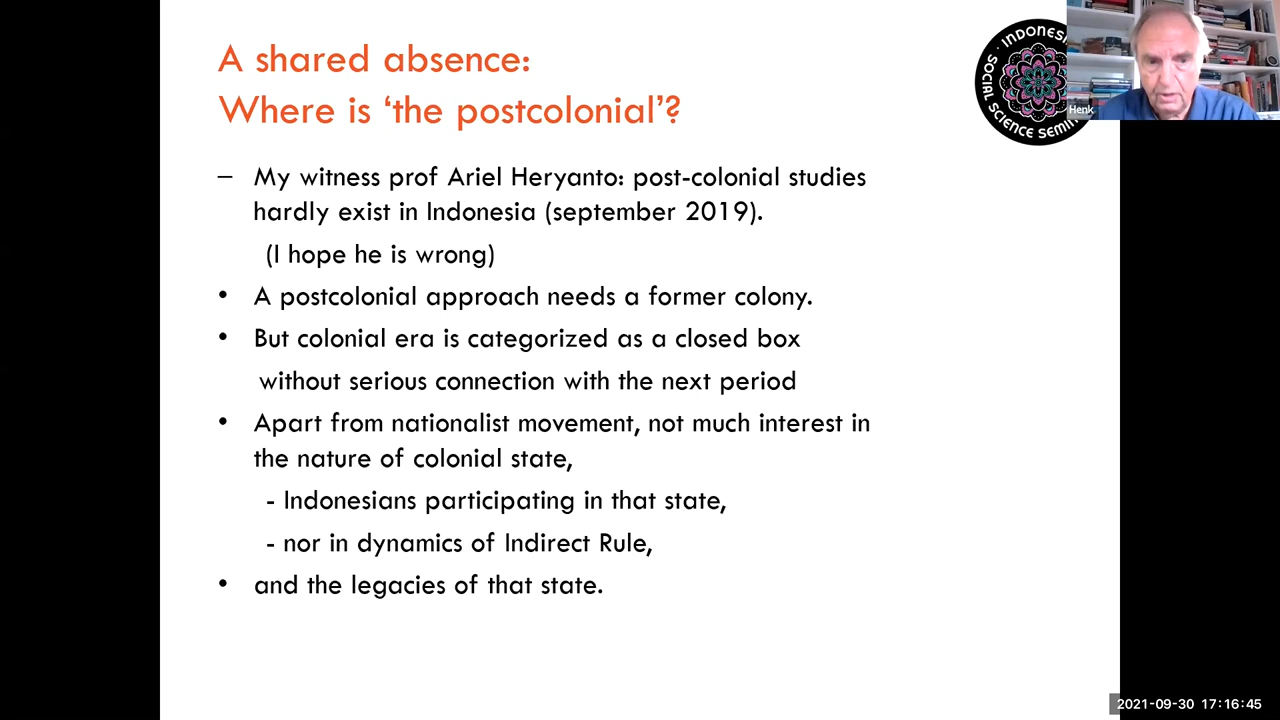 A shared absence:
Where is ‘the postcolonial’?
– My witness prof Ariel Heryanto: post-colonial studies
hardly exist in Indonesia (september 2019).
(I hope he is wrong)
• A postcolonial approach needs a former colony.
• But colonial era is categorized as a closed box
without serious connection with the next period
• Apart from nationalist movement, not much interest in
the nature of colonial state,
- Indonesians participating in that state,
- nor in dynamics of Indirect Rule,
• and the legacies of that state.
SOCIAL SCIENCE
Henk
2021-09-30 17:16:45